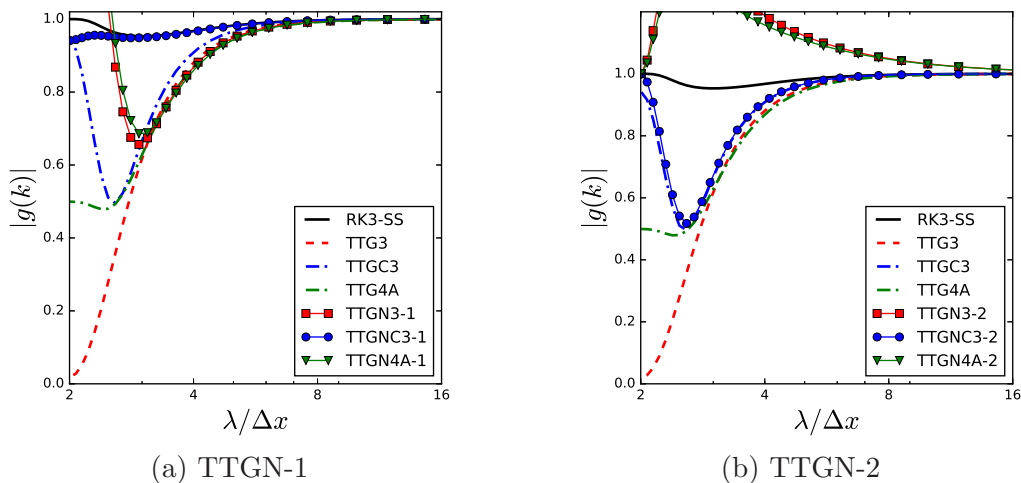 1.0
0.8
0.6
0.4
0.2
0.0
|g(k)|
2
4
8
16
λ/Δx
RK3-SS
TTG3
TTGC3
TTG4A
TTGN3-1
TTGNC3-1
TTGN4A-1
(a) TTGN-1
1.0
0.8
0.6
0.4
0.2
0.0
|g(k)|
2
4
8
16
λ/Δx
RK3-SS
TTG3
TTGC3
TTG4A
TTGN3-2
TTGNC3-2
TTGN4A-2
(b) TTGN-2